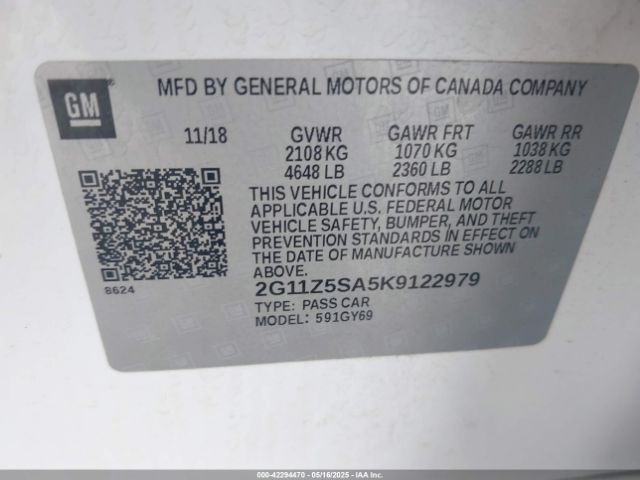 GM
MFD BY GENERAL MOTORS OF CANADA COMPANY
11/18 GVWR GAWR FRT GAWR RR
2108 KG 1070 KG 1038 KG
4648 LB 2360 LB 2288 LB
THIS VEHICLE CONFORMS TO ALL
APPLICABLE U.S. FEDERAL MOTOR
VEHICLE SAFETY, BUMPER, AND THEFT
PREVENTION STANDARDS IN EFFECT ON
THE DATE OF MANUFACTURE SHOWN
ABOVE.
8624
2G11Z5SA5K9122979
TYPE: PASS CAR
MODEL: 591GY69
000-42294470 - 05/16/2025 - IAA Inc.